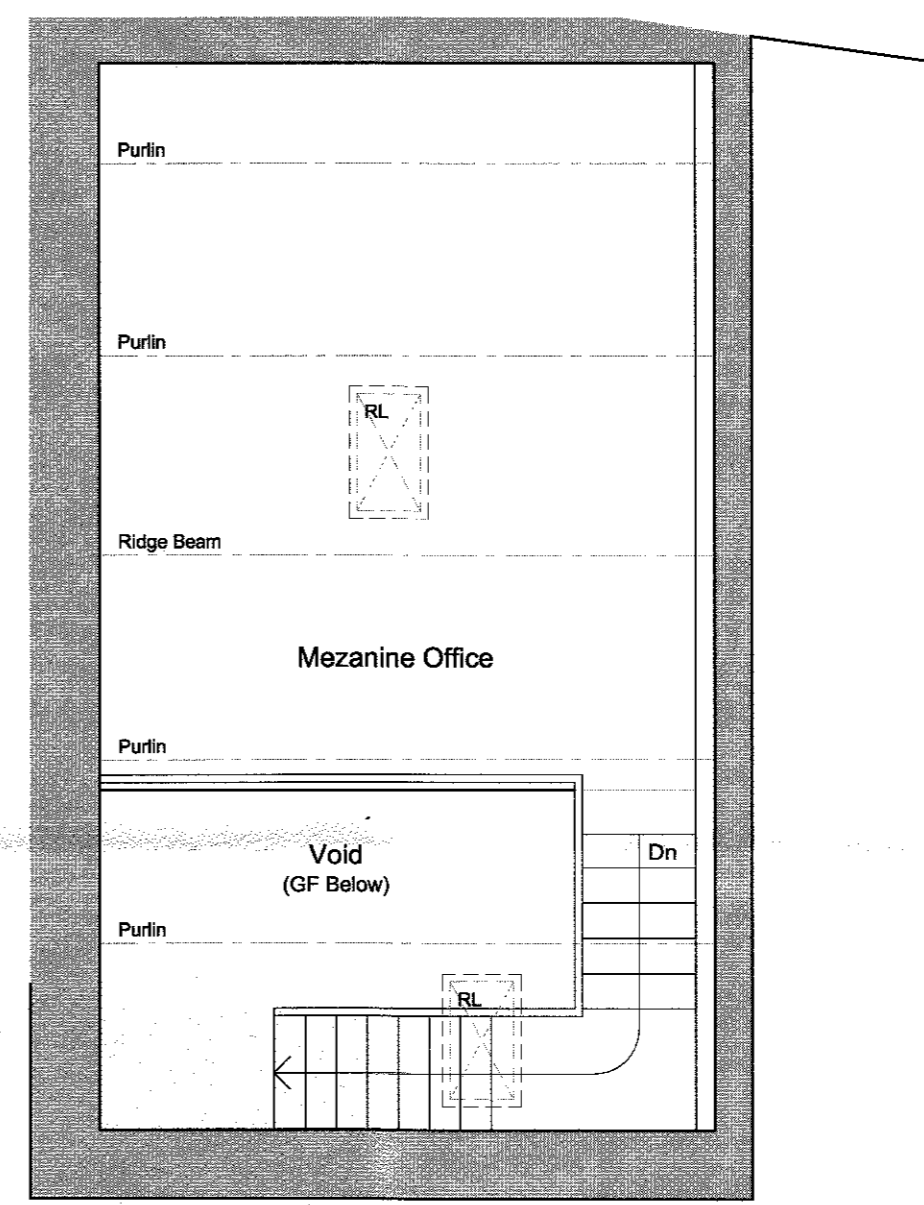 Purlin
Purlin
RL
Ridge Beam
Mezanine Office
Purlin
Void
(GF Below)
Dn
Purlin
RL